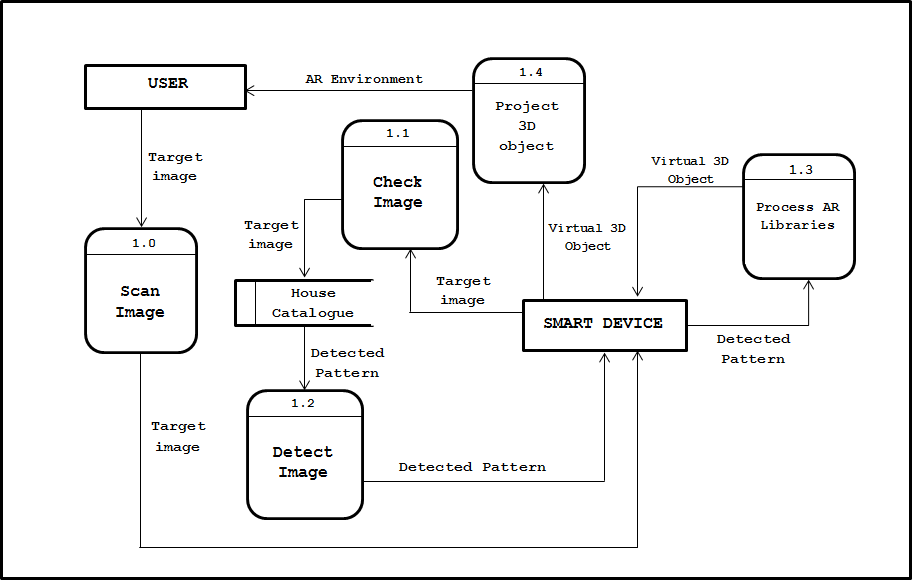 USER
AR Environment
1.4
Project
3D
object
1.1
Check
Image
Target
image
1.3
Process AR
Libraries
Virtual 3D
Object
1.0
Scan
Image
Target
image
House
Catalogue
Virtual 3D
Object
Target
image
SMART DEVICE
Detected
Pattern
Detected
Pattern
1.2
Detect
Image
Target
image
Detected Pattern